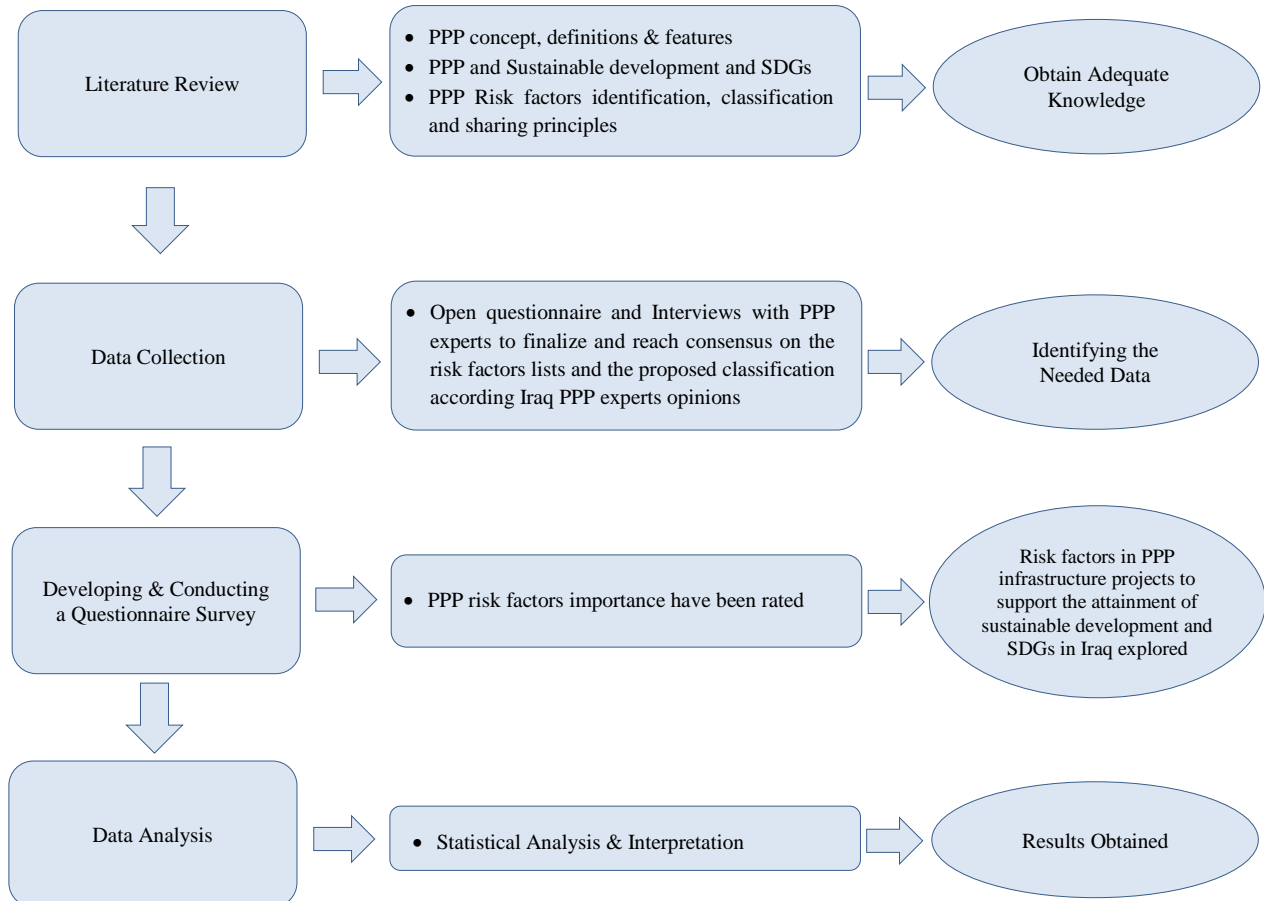 Literature Review
• PPP concept, definitions & features
• PPP and Sustainable development and SDGs
• PPP Risk factors identification, classification
and sharing principles
Obtain Adequate
Knowledge
Data Collection
• Open questionnaire and Interviews with PPP
experts to finalize and reach consensus on the
risk factors lists and the proposed classification
according Iraq PPP experts opinions
Identifying the
Needed Data
Developing & Conducting
a Questionnaire Survey
• PPP risk factors importance have been rated
Risk factors in PPP
infrastructure projects to
support the attainment of
sustainable development and
SDGs in Iraq explored
Data Analysis
• Statistical Analysis & Interpretation
Results Obtained